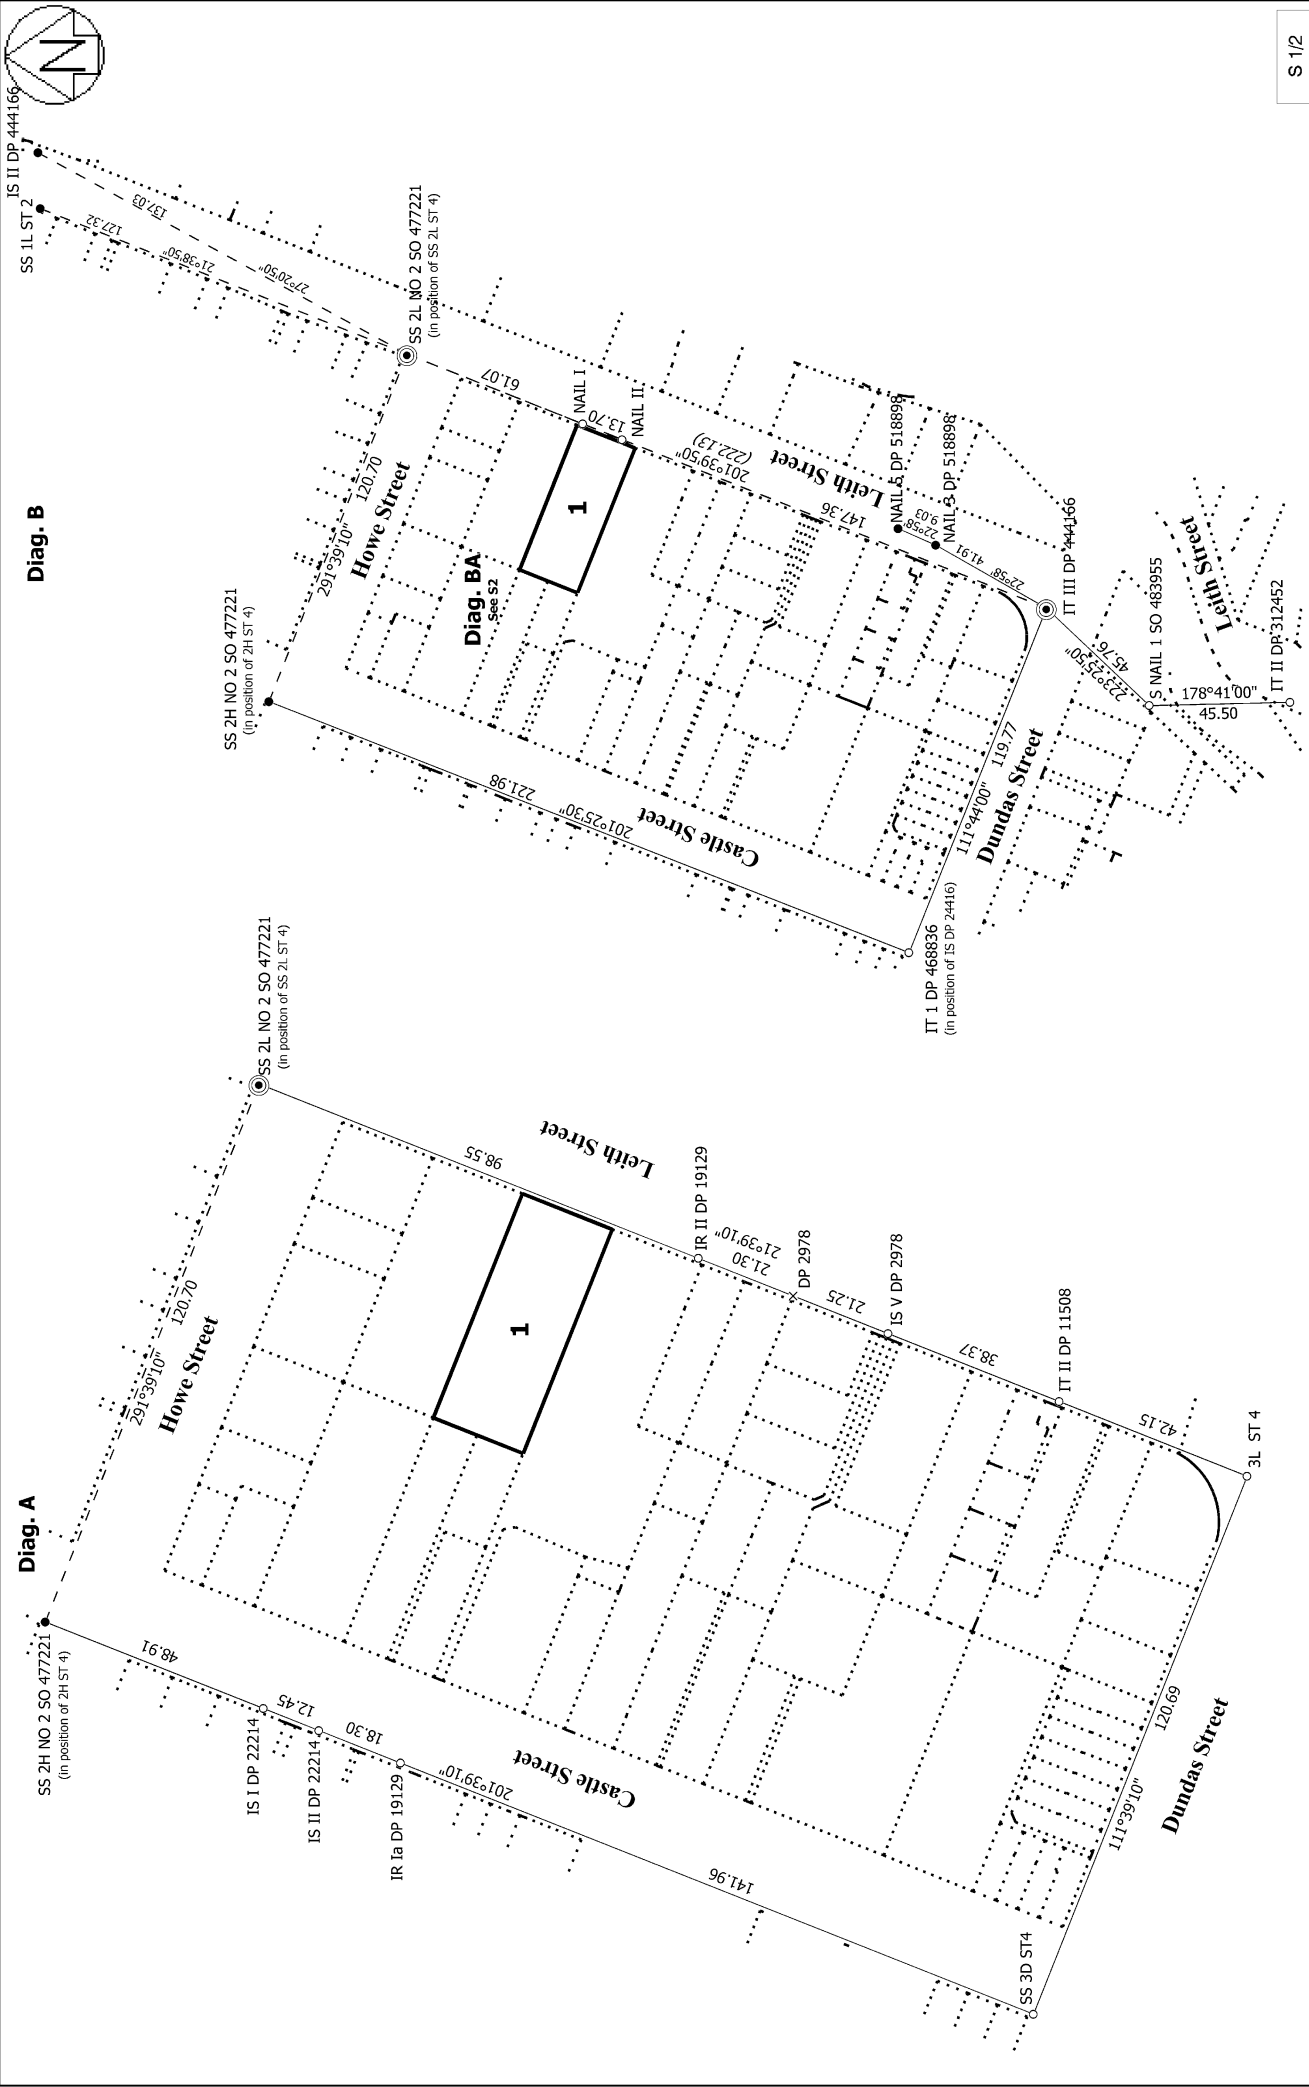 N
S 1/2
Diag. A
SS 2H NO 2 SO 477221
(in position of 2H ST 4)
291°39'10"
120.70
Howe Street
SS 2L NO 2 SO 477221
(in position of SS 2L ST 4)
48.91
IS I DP 22214
12.45
IS II DP 22214
18.30
IR Ia DP 19129
201°39'10"
Castle Street
141.96
SS 3D ST4
1
98.55
Leith Street
IR II DP 19129
21°39'10"
21.30
DP 2978
21.25
IS V DP 2978
38.37
IT II DP 11508
42.15
3L ST 4
111°39'10"
120.69
Dundas Street
Diag. B
IS II DP 444166
SS 1L ST 2
137.03
127.32
21°38'50"
27°20'50"
SS 2L NO 2 SO 477221
(in position of SS 2L ST 4)
SS 2H NO 2 SO 477221
(in position of 2H ST 4)
291°39'10"
120.70
Howe Street
Diag. BA
See S2
1
61.07
NAIL I
13.70
NAIL II
201°39'50"
(222.13)
Leith Street
147.36
NAIL 5 DP 518898
22°58'
9.03
NAIL 3 DP 518898
41.91
22°58'
IT III DP 444166
221.98
201°25'30"
Castle Street
IT 1 DP 468836
(in position of IS DP 24416)
111°44'00"
119.77
Dundas Street
223°25'50"
45.76
S NAIL 1 SO 483955
Leith Street
178°41'00"
45.50
IT II DP 312452